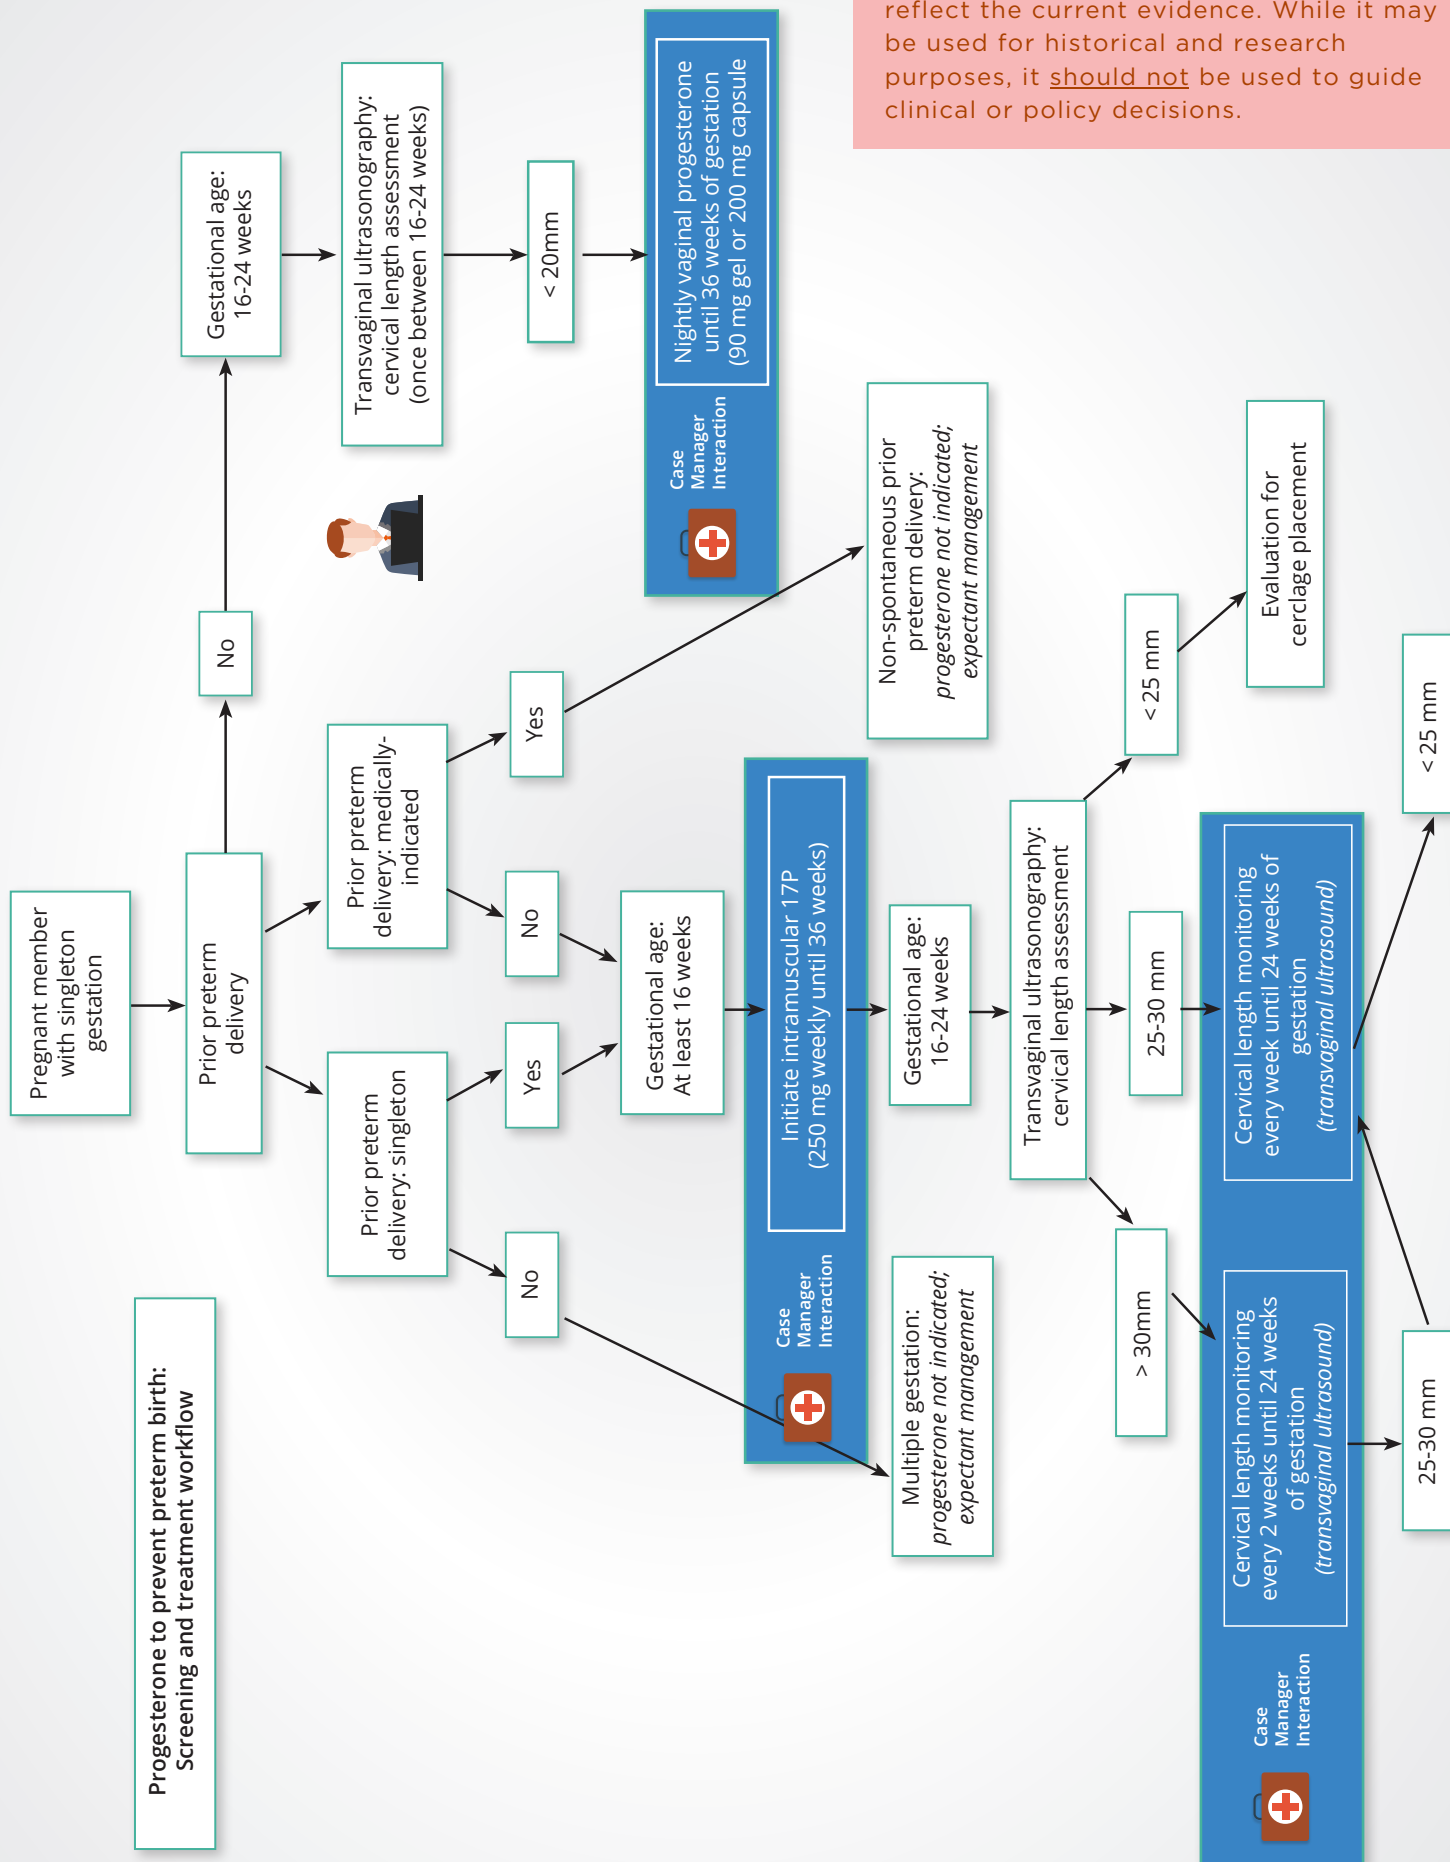 reflect the current evidence. While it may
be used for historical and research
purposes, it should not be used to guide
clinical or policy decisions.
Progesterone to prevent preterm birth:
Screening and treatment workflow
Pregnant member
with singleton
gestation
Prior preterm
delivery
No
Gestational age:
16-24 weeks
Transvaginal ultrasonography:
cervical length assessment
(once between 16-24 weeks)
< 20mm
Case
Manager
Interaction
Nightly vaginal progesterone
until 36 weeks of gestation
(90 mg gel or 200 mg capsule
Prior preterm
delivery: singleton
Prior preterm
delivery: medically-
indicated
No
Yes
No
Yes
Gestational age:
At least 16 weeks
Case
Manager
Interaction
Initiate intramuscular 17P
(250 mg weekly until 36 weeks)
Multiple gestation:
progesterone not indicated;
expectant management
Non-spontaneous prior
preterm delivery:
progesterone not indicated;
expectant management
Gestational age:
16-24 weeks
Transvaginal ultrasonography:
cervical length assessment
> 30mm
25-30 mm
< 25 mm
Evaluation for
cerclage placement
Case
Manager
Interaction
Cervical length monitoring
every 2 weeks until 24 weeks
of gestation
(transvaginal ultrasound)
Cervical length monitoring
every week until 24 weeks of
gestation
(transvaginal ultrasound)
25-30 mm
< 25 mm